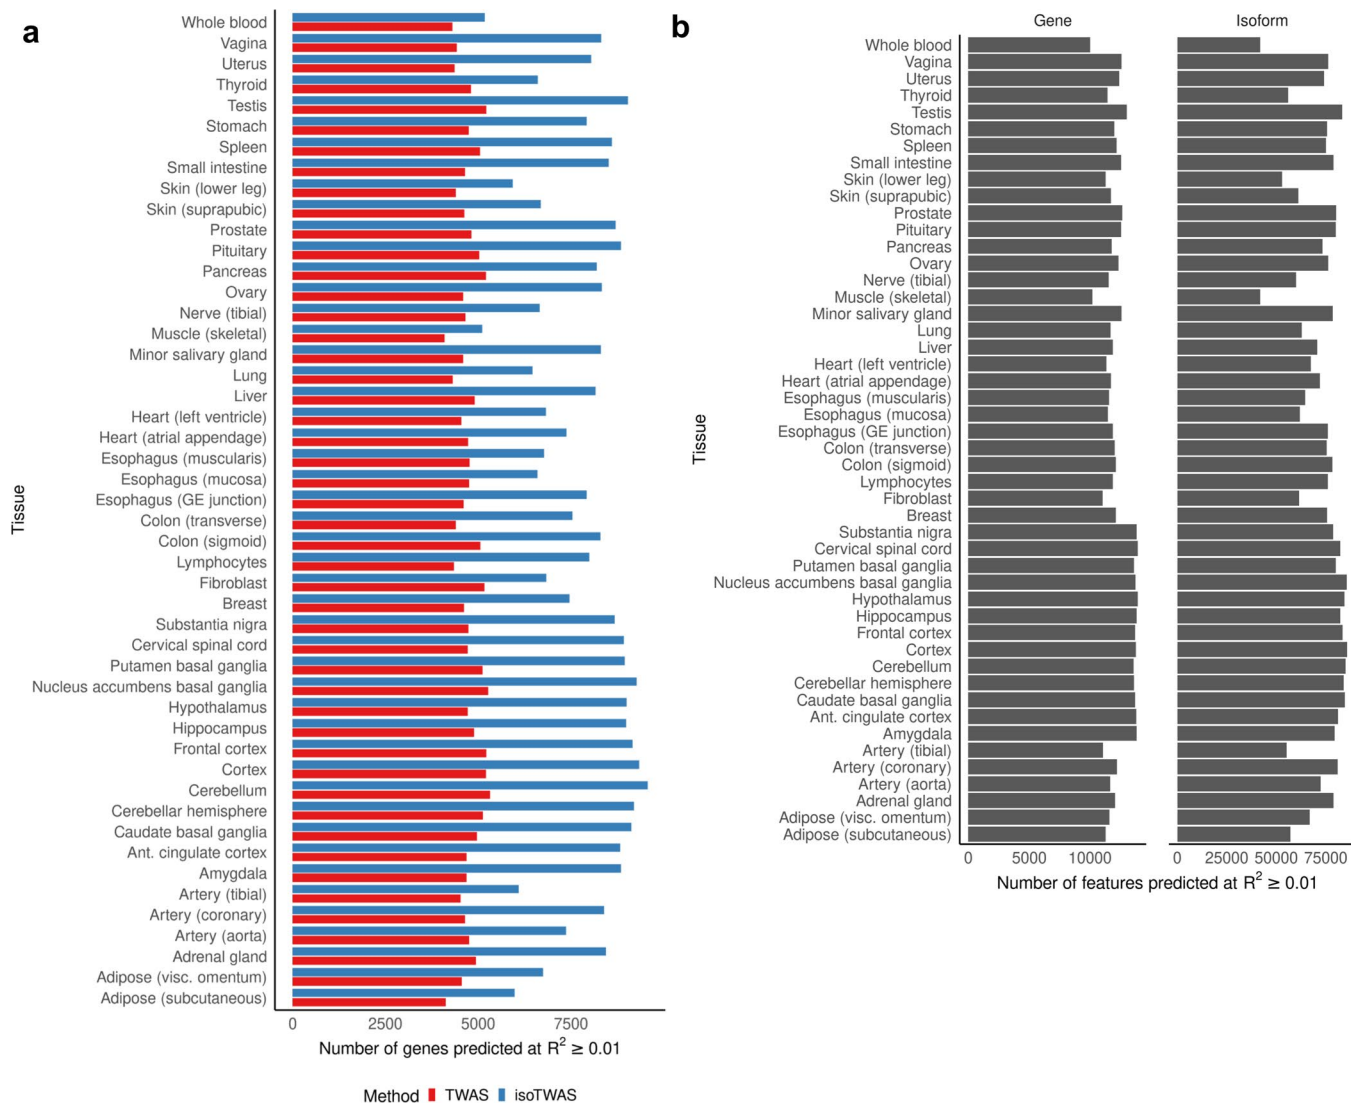 a
Whole blood
Vagina
Uterus
Thyroid
Testis
Stomach
Spleen
Small intestine
Skin (lower leg)
Skin (suprapubic)
Prostate
Pituitary
Pancreas
Ovary
Nerve (tibial)
Muscle (skeletal)
Minor salivary gland
Lung
Liver
Heart (left ventricle)
Heart (atrial appendage)
Esophagus (muscularis)
Esophagus (mucosa)
Esophagus (GE junction)
Colon (transverse)
Colon (sigmoid)
Lymphocytes
Fibroblast
Breast
Substantia nigra
Cervical spinal cord
Putamen basal ganglia
Nucleus accumbens basal ganglia
Hypothalamus
Hippocampus
Frontal cortex
Cortex
Cerebellum
Cerebellar hemisphere
Caudate basal ganglia
Ant. cingulate cortex
Amygdala
Artery (tibial)
Artery (coronary)
Artery (aorta)
Adrenal gland
Adipose (visc. omentum)
Adipose (subcutaneous)
Tissue
0 2500 5000 7500
Number of genes predicted at R² ≥ 0.01
Method TWAS isoTWAS
b
Gene Isoform
Whole blood
Vagina
Uterus
Thyroid
Testis
Stomach
Spleen
Small intestine
Skin (lower leg)
Skin (suprapubic)
Prostate
Pituitary
Pancreas
Ovary
Nerve (tibial)
Muscle (skeletal)
Minor salivary gland
Lung
Liver
Heart (left ventricle)
Heart (atrial appendage)
Esophagus (muscularis)
Esophagus (mucosa)
Esophagus (GE junction)
Colon (transverse)
Colon (sigmoid)
Lymphocytes
Fibroblast
Breast
Substantia nigra
Cervical spinal cord
Putamen basal ganglia
Nucleus accumbens basal ganglia
Hypothalamus
Hippocampus
Frontal cortex
Cortex
Cerebellum
Cerebellar hemisphere
Caudate basal ganglia
Ant. cingulate cortex
Amygdala
Artery (tibial)
Artery (coronary)
Artery (aorta)
Adrenal gland
Adipose (visc. omentum)
Adipose (subcutaneous)
Tissue
0 5000 10000 0 25000 50000 75000
Number of features predicted at R² ≥ 0.01